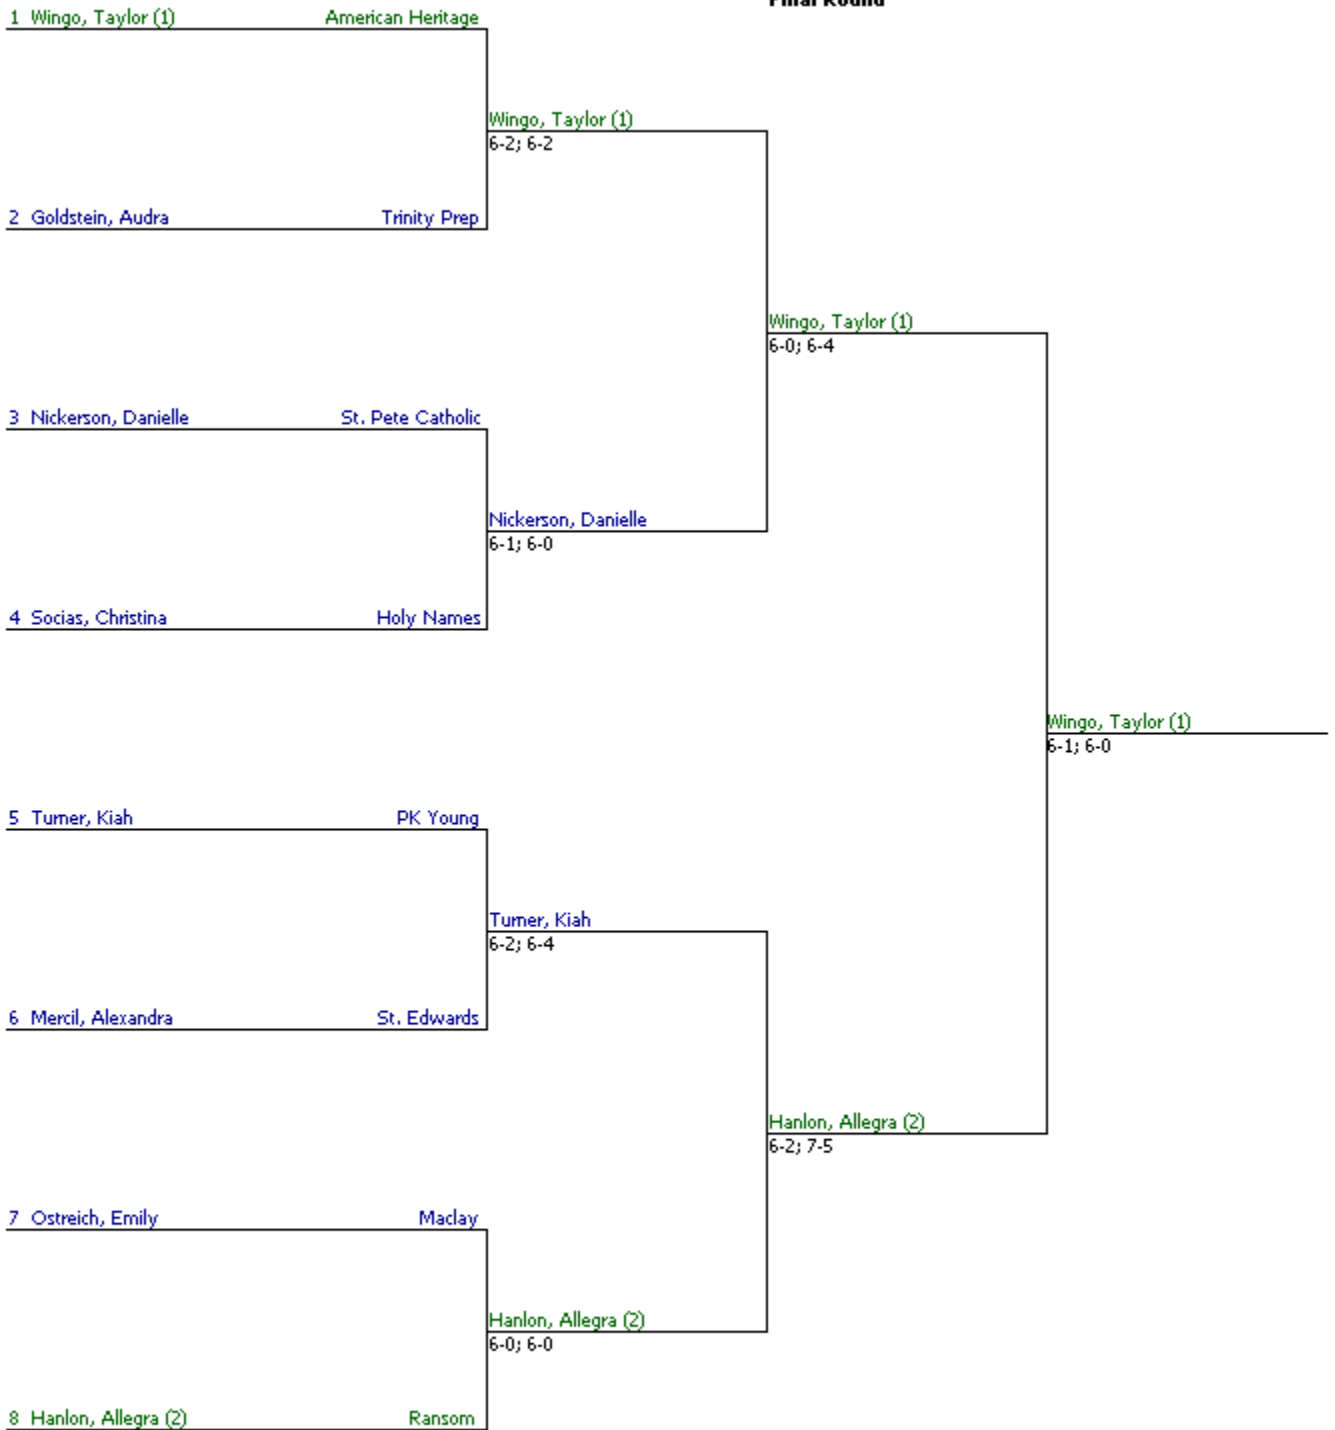 Final Round
1 Wingo, Taylor (1) American Heritage
Wingo, Taylor (1)
6-2; 6-2
2 Goldstein, Audra Trinity Prep
Wingo, Taylor (1)
6-0; 6-4
3 Nickerson, Danielle St. Pete Catholic
Nickerson, Danielle
6-1; 6-0
4 Socias, Christina Holy Names
Wingo, Taylor (1)
6-1; 6-0
5 Turner, Kiah PK Young
Turner, Kiah
6-2; 6-4
6 Mercil, Alexandra St. Edwards
Hanlon, Allegra (2)
6-2; 7-5
7 Ostreich, Emily Maclay
Hanlon, Allegra (2)
6-0; 6-0
8 Hanlon, Allegra (2) Ransom